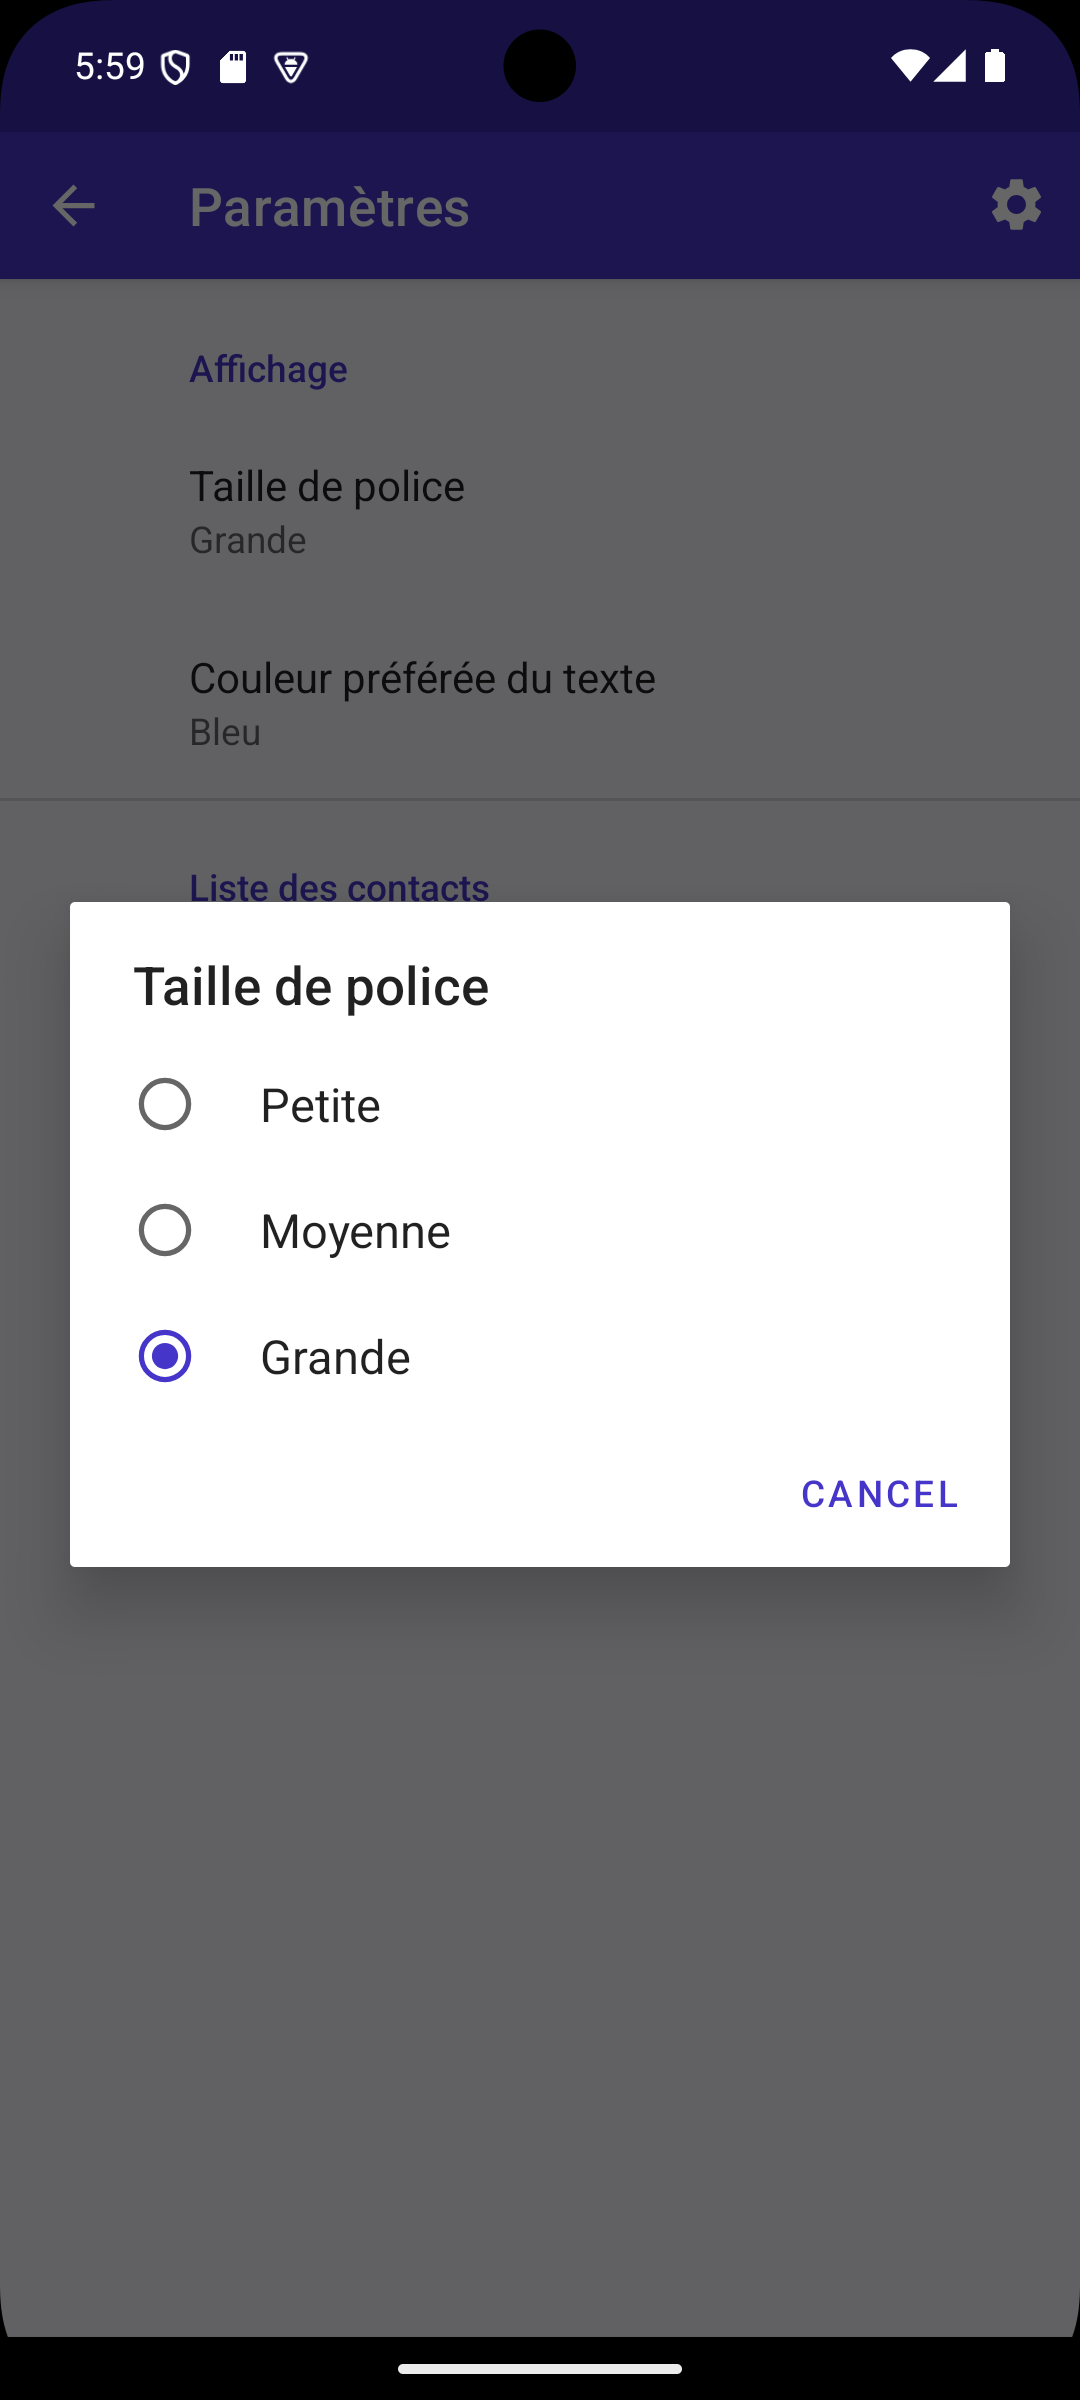 5:59
Paramètres
Affichage
Taille de police
Grande
Couleur préférée du texte
Bleu
Liste des contacts
Taille de police
Petite
Moyenne
Grande
CANCEL